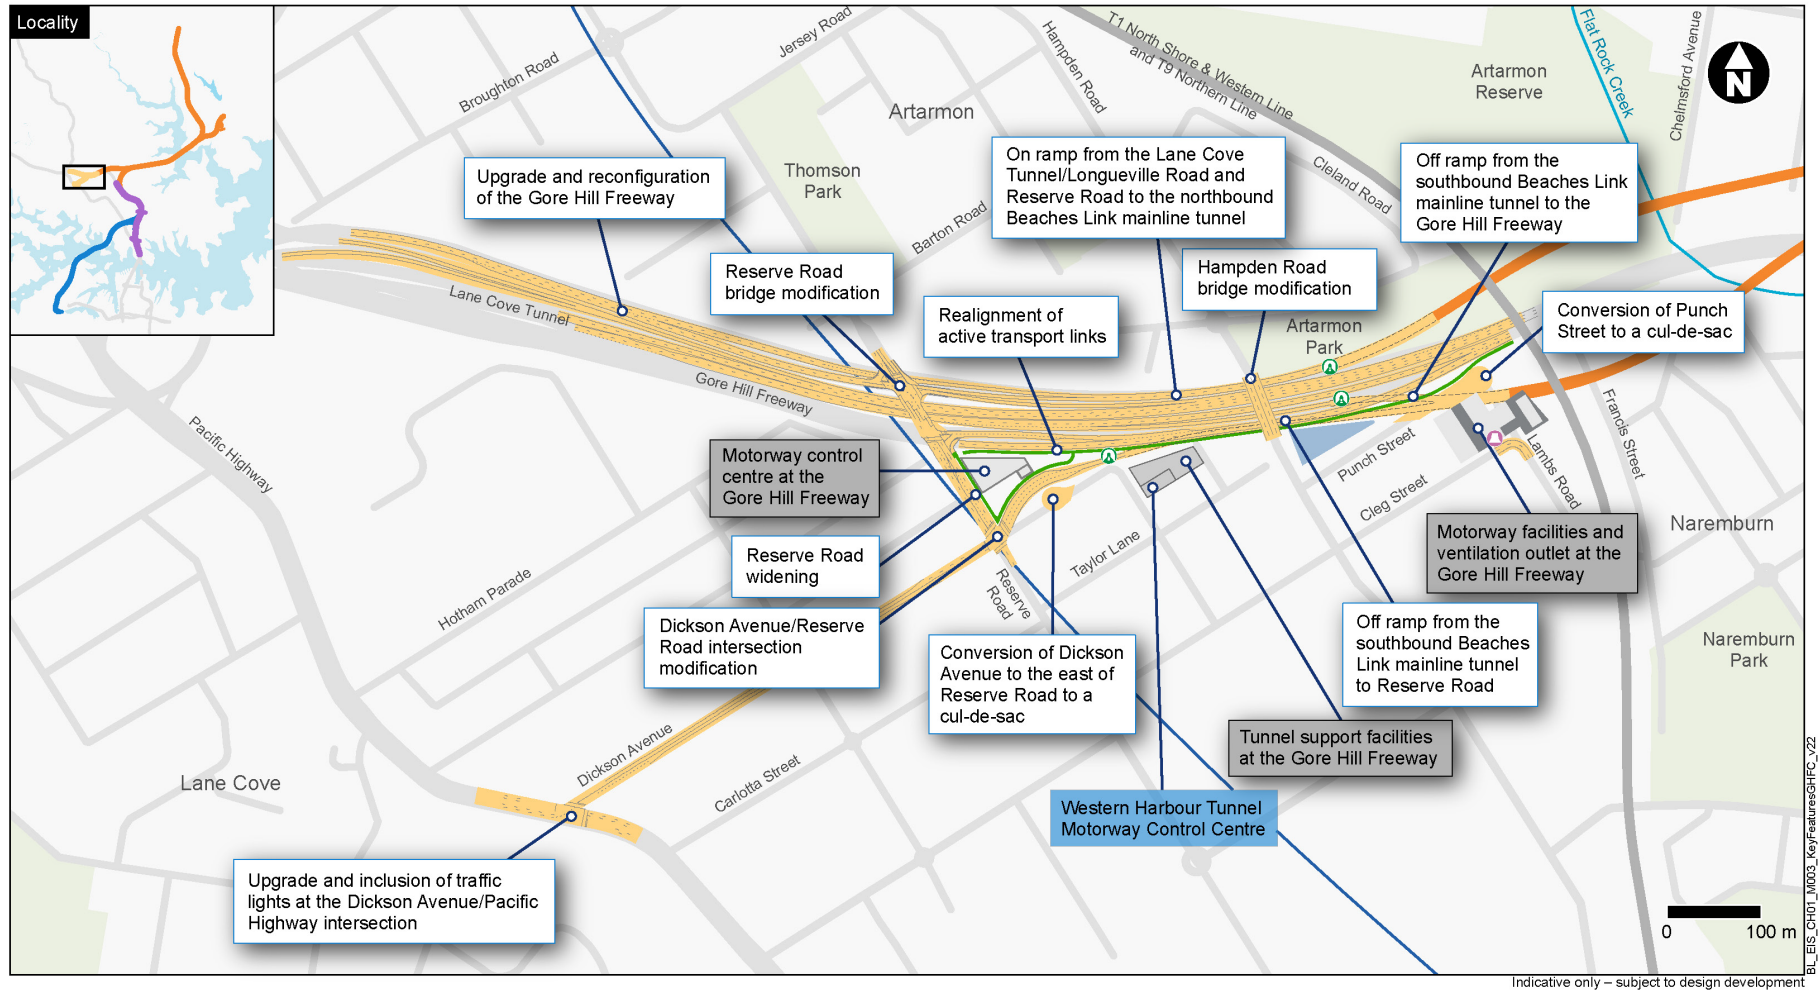 Locality
Broughton Road
Jersey Road
Hampden Road
T1 North Shore & Western Line
and T9 Northern Line
Flat Rock Creek
Chelmsford Avenue
Artarmon
Reserve
N
Artarmon
Thomson
Park
Cleland Road
Barton Road
Upgrade and reconfiguration
of the Gore Hill Freeway
On ramp from the Lane Cove
Tunnel/Longueville Road and
Reserve Road to the northbound
Beaches Link mainline tunnel
Off ramp from the
southbound Beaches Link
mainline tunnel to the
Gore Hill Freeway
Reserve Road
bridge modification
Hampden Road
bridge modification
Realignment of
active transport links
Conversion of Punch
Street to a cul-de-sac
Artarmon
Park
Lane Cove Tunnel
Gore Hill Freeway
Pacific Highway
Francis Street
Punch Street
Lambs Road
Cleg Street
Motorway control
centre at the
Gore Hill Freeway
Motorway facilities and
ventilation outlet at the
Gore Hill Freeway
Naremburn
Reserve Road
widening
Taylor Lane
Hotham Parade
Reserve
Road
Dickson Avenue/Reserve
Road intersection
modification
Conversion of Dickson
Avenue to the east of
Reserve Road to a
cul-de-sac
Off ramp from the
southbound Beaches
Link mainline tunnel
to Reserve Road
Naremburn
Park
Tunnel support facilities
at the Gore Hill Freeway
Dickson Avenue
Carlotta Street
Lane Cove
Western Harbour Tunnel
Motorway Control Centre
Upgrade and inclusion of traffic
lights at the Dickson Avenue/Pacific
Highway intersection
0 100 m
BL_EIS_CH01_M003_KeyFeaturesGHFC_v22
Indicative only – subject to design development